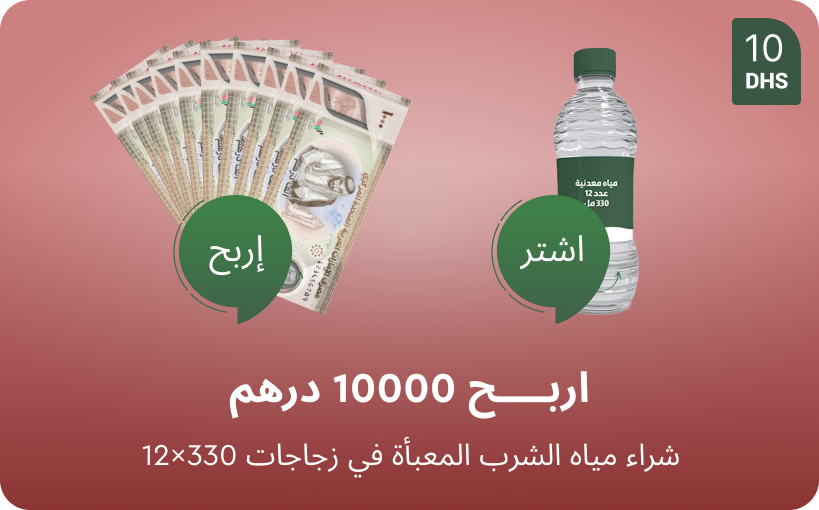 10
DHS
مياه معدنية
عدد 12
330 مل
إربح
اشتر
اربـــــح 10000 درهم
شراء مياه الشرب المعبأة في زجاجات 330×12